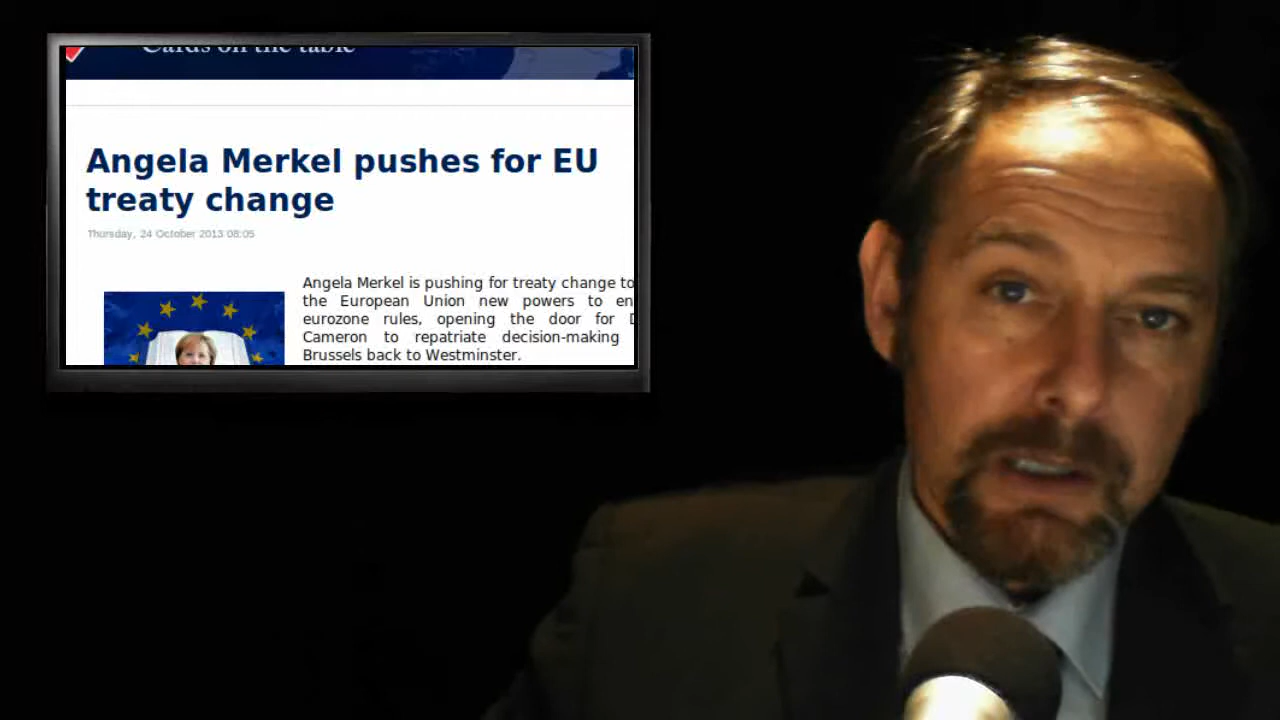 Cards on the table
Angela Merkel pushes for EU
treaty change
Thursday, 24 October 2013 08:05
Angela Merkel is pushing for treaty change to
the European Union new powers to en
eurozone rules, opening the door for D
Cameron to repatriate decision-making
Brussels back to Westminster.